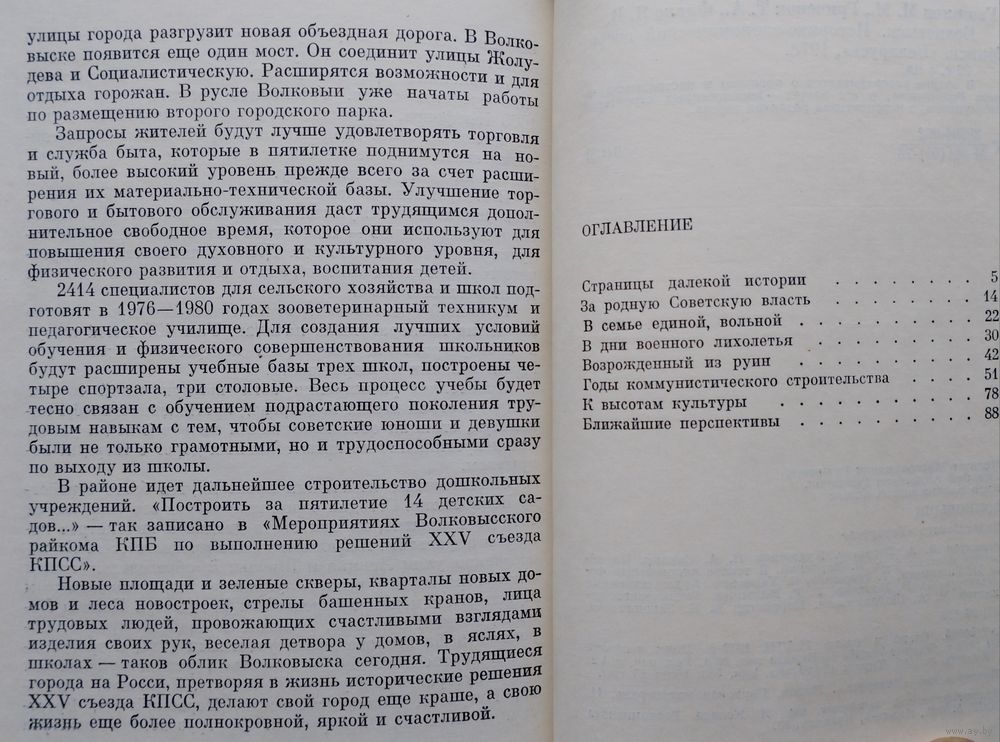 улицы города разгрузит новая объездная дорога. В Волко-
выске появится еще один мост. Он соединит улицы Жолу-
дева и Социалистическую. Расширятся возможности и для
отдыха горожан. В русле Волковыи уже начаты работы
по размещению второго городского парка.
Запросы жителей будут лучше удовлетворять торговля
и служба быта, которые в пятилетке поднимутся на но-
вый, более высокий уровень прежде всего за счет расши-
рения их материально-технической базы. Улучшение тор-
гового и бытового обслуживания даст трудящимся допол-
нительное свободное время, которое они используют для
повышения своего духовного и культурного уровня, для
физического развития и отдыха, воспитания детей.
2414 специалистов для сельского хозяйства и школ под-
готовят в 1976—1980 годах зооветеринарный техникум и
педагогическое училище. Для создания лучших условий
обучения и физического совершенствования школьников
будут расширены учебные базы трех школ, построены че-
тыре спортзала, три столовые. Весь процесс учебы будет
тесно связан с обучением подрастающего поколения тру-
довым навыкам с тем, чтобы советские юноши и девушки
были не только грамотными, но и трудоспособными сразу
по выходу из школы.
В районе идет дальнейшее строительство дошкольных
учреждений. «Построить за пятилетие 14 детских са-
дов...» — так записано в «Мероприятиях Волковысского
райкома КПБ по выполнению решений XXV съезда
КПСС».
Новые площади и зеленые скверы, кварталы новых до-
мов и леса новостроек, стрелы башенных кранов, лица
трудовых людей, провожающих счастливыми взглядами
изделия своих рук, веселая детвора у домов, в яслях, в
школах — таков облик Волковыска сегодня. Трудящиеся
города на Росси, претворяя в жизнь исторические решения
XXV съезда КПСС, делают свой город еще краше, а свою
жизнь еще более полнокровной, яркой и счастливой.
ОГЛАВЛЕНИЕ
Страницы далекой истории . . . . . . . . 5
За родную Советскую власть . . . . . . . . 14
В семье единой, вольной . . . . . . . . . . 22
В дни военного лихолетья . . . . . . . . . 30
Возрожденный из руин . . . . . . . . . . 42
Годы коммунистического строительства . . . . 51
К высотам культуры . . . . . . . . . . 78
Ближайшие перспективы . . . . . . . . . 88
www.ay.by